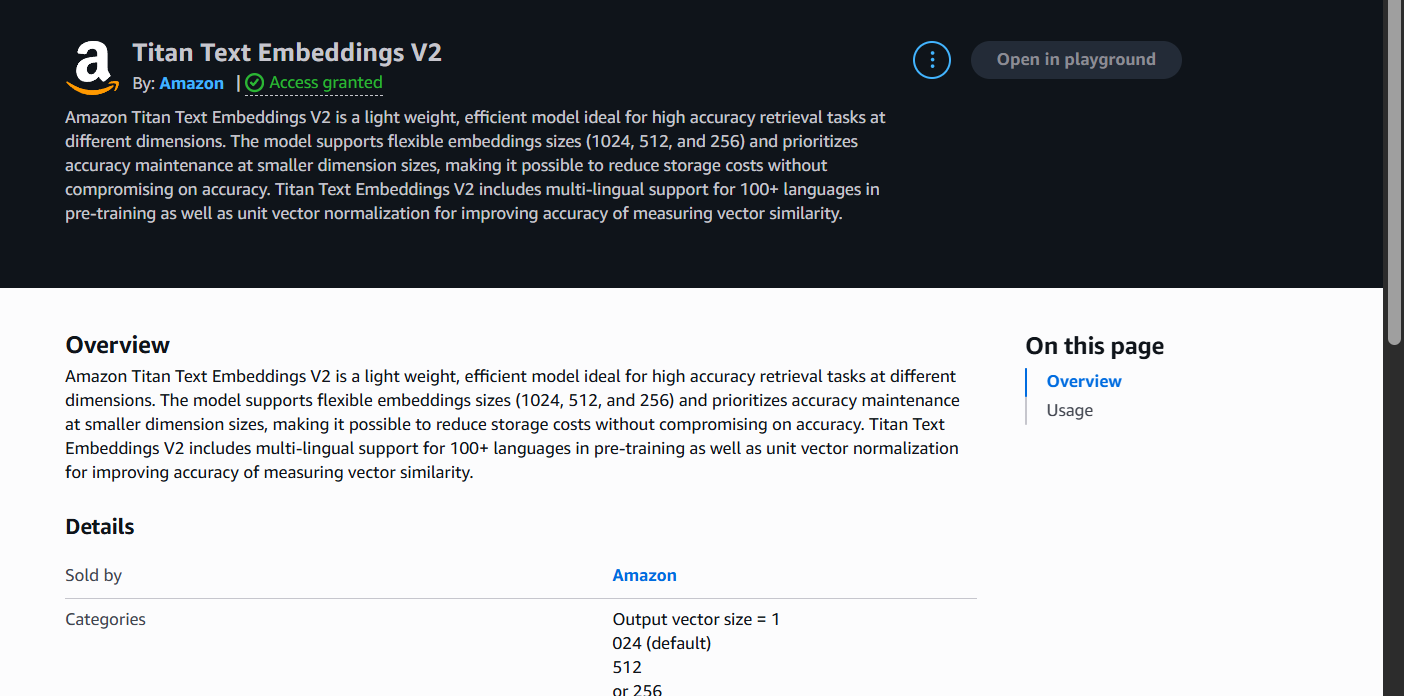 Titan Text Embeddings V2
By: Amazon | Access granted
Open in playground
Amazon Titan Text Embeddings V2 is a light weight, efficient model ideal for high accuracy retrieval tasks at
different dimensions. The model supports flexible embeddings sizes (1024, 512, and 256) and prioritizes
accuracy maintenance at smaller dimension sizes, making it possible to reduce storage costs without
compromising on accuracy. Titan Text Embeddings V2 includes multi-lingual support for 100+ languages in
pre-training as well as unit vector normalization for improving accuracy of measuring vector similarity.
Overview
Amazon Titan Text Embeddings V2 is a light weight, efficient model ideal for high accuracy retrieval tasks at different
dimensions. The model supports flexible embeddings sizes (1024, 512, and 256) and prioritizes accuracy maintenance
at smaller dimension sizes, making it possible to reduce storage costs without compromising on accuracy. Titan Text
Embeddings V2 includes multi-lingual support for 100+ languages in pre-training as well as unit vector normalization
for improving accuracy of measuring vector similarity.
On this page
Overview
Usage
Details
Sold by
Amazon
Categories
Output vector size = 1
024 (default)
512
or 256